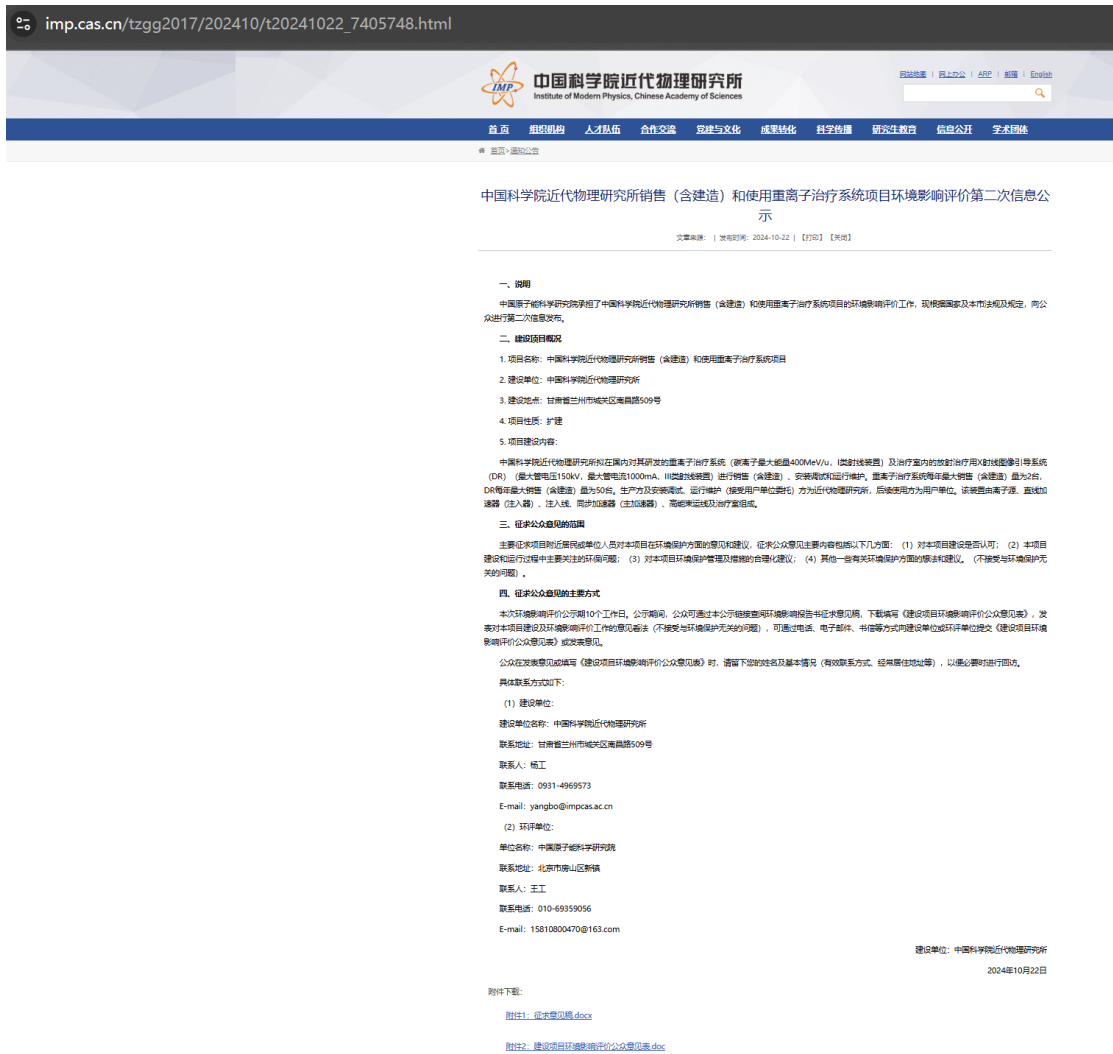 imp.cas.cn/tzgg2017/202410/t20241022_7405748.html
IMP
中国科学院近代物理研究所
Institute of Modern Physics, Chinese Academy of Sciences
网站地图 | 网上办公 | ARP | 邮箱 | English
首页 组织机构 人才队伍 合作交流 党建与文化 成果转化 科学传播 研究生教育 信息公开 学术团体
首页>通知公告
中国科学院近代物理研究所销售（含建造）和使用重离子治疗系统项目环境影响评价第二次信息公
示
文章来源： | 发布时间：2024-10-22 | 【打印】 【关闭】
一、说明
中国原子能科学研究院承担了中国科学院近代物理研究所销售（含建造）和使用重离子治疗系统项目的环境影响评价工作，现根据国家及本市法规及规定，向公
众进行第二次信息发布。
二、建设项目概况
1. 项目名称：中国科学院近代物理研究所销售（含建造）和使用重离子治疗系统项目
2. 建设单位：中国科学院近代物理研究所
3. 建设地点：甘肃省兰州市城关区南昌路509号
4. 项目性质：扩建
5. 项目建设内容：
中国科学院近代物理研究所拟在国内对其研发的重离子治疗系统（碳离子最大能量400MeV/u，I类射线装置）及治疗室内的放射治疗用X射线图像引导系统
（DR）（最大管电压150kV，最大管电流1000mA，III类射线装置）进行销售（含建造）、安装调试和运行维护。重离子治疗系统每年最大销售（含建造）量为2台，
DR每年最大销售（含建造）量为50台。生产方及安装调试、运行维护（接受用户单位委托）方为近代物理研究所，后续使用方为用户单位。该装置由离子源、直线加
速器（注入器）、注入线、同步加速器（主加速器）、高能束运线及治疗室组成。
三、征求公众意见的范围
主要征求项目附近居民或单位人员对本项目在环境保护方面的意见和建议，征求公众意见主要内容包括以下几方面：（1）对本项目建设是否认可；（2）本项目
建设和运行过程中主要关注的环保问题；（3）对本项目环境保护管理及措施的合理化建议；（4）其他一些有关环境保护方面的想法和建议。（不接受与环境保护无
关的问题）。
四、征求公众意见的主要方式
本次环境影响评价公示期10个工作日。公示期间，公众可通过本公示链接查阅环境影响报告书征求意见稿，下载填写《建设项目环境影响评价公众意见表》，发
表对本项目建设及环境影响评价工作的意见看法（不接受与环境保护无关的问题），可通过电话、电子邮件、书信等方式向建设单位或环评单位提交《建设项目环境
影响评价公众意见表》或发表意见。
公众在发表意见或填写《建设项目环境影响评价公众意见表》时，请留下您的姓名及基本情况（有效联系方式、经常居住地址等），以便必要时进行回访。
具体联系方式如下：
（1）建设单位：
建设单位名称：中国科学院近代物理研究所
联系地址：甘肃省兰州市城关区南昌路509号
联系人：杨工
联系电话：0931-4969573
E-mail：yangbo@impcas.ac.cn
（2）环评单位：
单位名称：中国原子能科学研究院
联系地址：北京市房山区新镇
联系人：王工
联系电话：010-69359056
E-mail：15810800470@163.com
建设单位：中国科学院近代物理研究所
2024年10月22日
附件下载：
附件1：征求意见稿.docx
附件2：建设项目环境影响评价公众意见表.doc